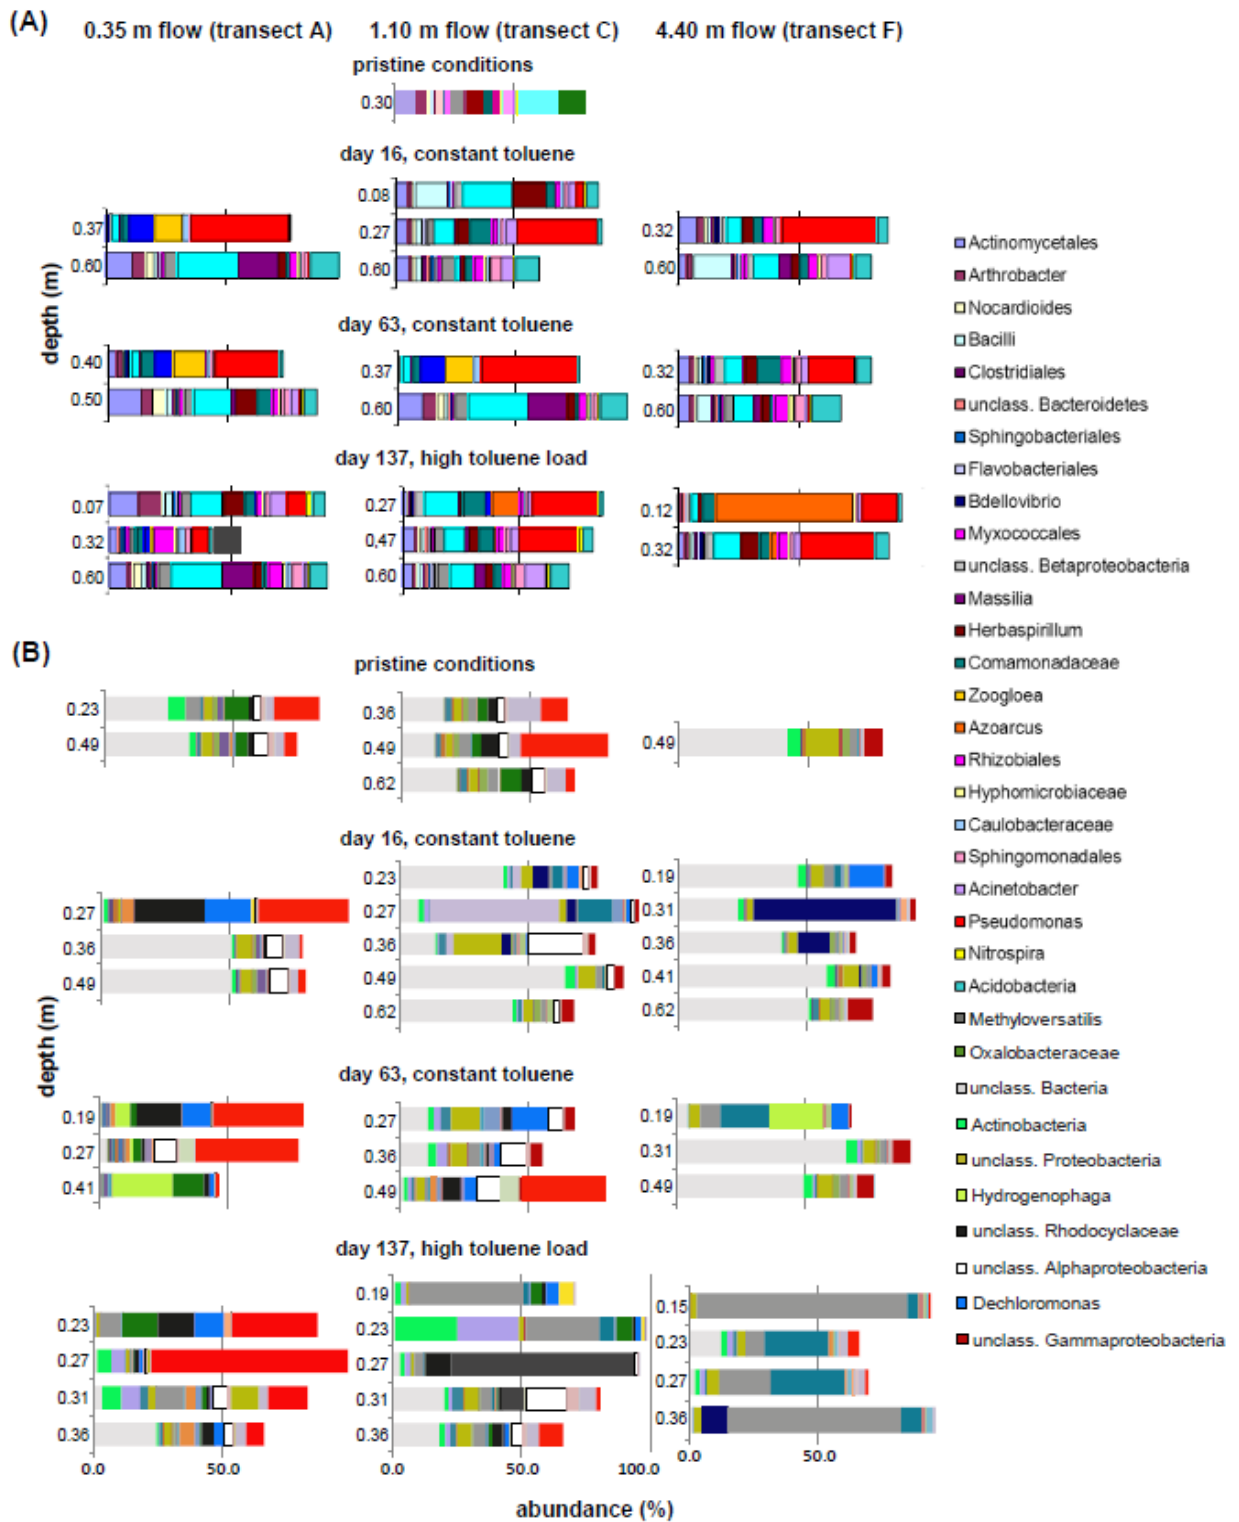 (A)
0.35 m flow (transect A) 1.10 m flow (transect C) 4.40 m flow (transect F)
pristine conditions
0.30
day 16, constant toluene
0.08
0.37 0.27 0.32
0.60 0.60 0.60
depth (m)
day 63, constant toluene
0.40 0.37 0.32
0.50 0.60 0.60
day 137, high toluene load
0.07 0.27 0.12
0.32 0,47 0.32
0.60 0.60
Actinomycetales
Arthrobacter
Nocardioides
Bacilli
Clostridiales
unclass. Bacteroidetes
Sphingobacteriales
Flavobacteriales
Bdellovibrio
Myxococcales
unclass. Betaproteobacteria
Massilia
Herbaspirillum
Comamonadaceae
Zoogloea
Azoarcus
Rhizobiales
Hyphomicrobiaceae
Caulobacteraceae
Sphingomonadales
Acinetobacter
Pseudomonas
Nitrospira
Acidobacteria
Methyloversatilis
Oxalobacteraceae
unclass. Bacteria
Actinobacteria
unclass. Proteobacteria
Hydrogenophaga
unclass. Rhodocyclaceae
unclass. Alphaproteobacteria
Dechloromonas
unclass. Gammaproteobacteria
(B)
pristine conditions
0.23 0.36
0.49 0.49 0.49
0.62
day 16, constant toluene
0.23 0.19
0.27 0.27 0.31
0.36 0.36 0.36
0.49 0.49 0.41
0.62 0.62
depth (m)
day 63, constant toluene
0.19 0.27 0.19
0.27 0.36 0.31
0.41 0.49 0.49
day 137, high toluene load
0.19 0.15
0.23 0.23 0.23
0.27 0.27 0.27
0.31 0.31 0.36
0.36 0.36
0.0 50.0 0.0 50.0 100.0 0.0 50.0
abundance (%)